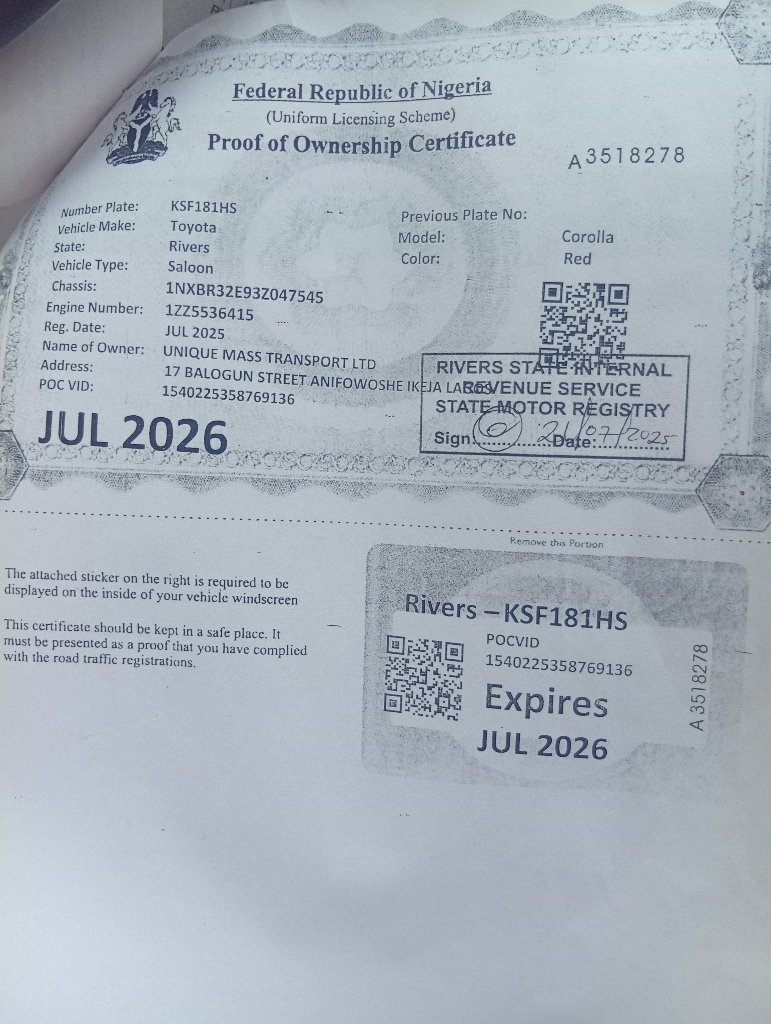 Federal Republic of Nigeria
(Uniform Licensing Scheme)
Proof of Ownership Certificate
A 3518278
Number Plate: KSF181HS Previous Plate No:
Vehicle Make: Toyota Model: Corolla
State: Rivers Color: Red
Vehicle Type: Saloon
Chassis: 1NXBR32E93Z047545
Engine Number: 1ZZ5536415
Reg. Date: JUL 2025
Name of Owner: UNIQUE MASS TRANSPORT LTD
Address: 17 BALOGUN STREET ANIFOWOSHE IKEJA LAGOS
POC VID: 1540225358769136
JUL 2026
RIVERS STATE INTERNAL
REVENUE SERVICE
STATE MOTOR REGISTRY
Sign:.............Date:.............. 21/07/2025
Remove this Portion
The attached sticker on the right is required to be
displayed on the inside of your vehicle windscreen
This certificate should be kept in a safe place. It
must be presented as a proof that you have complied
with the road traffic registrations.
Rivers – KSF181HS
POCVID
1540225358769136
Expires
JUL 2026
A 3518278